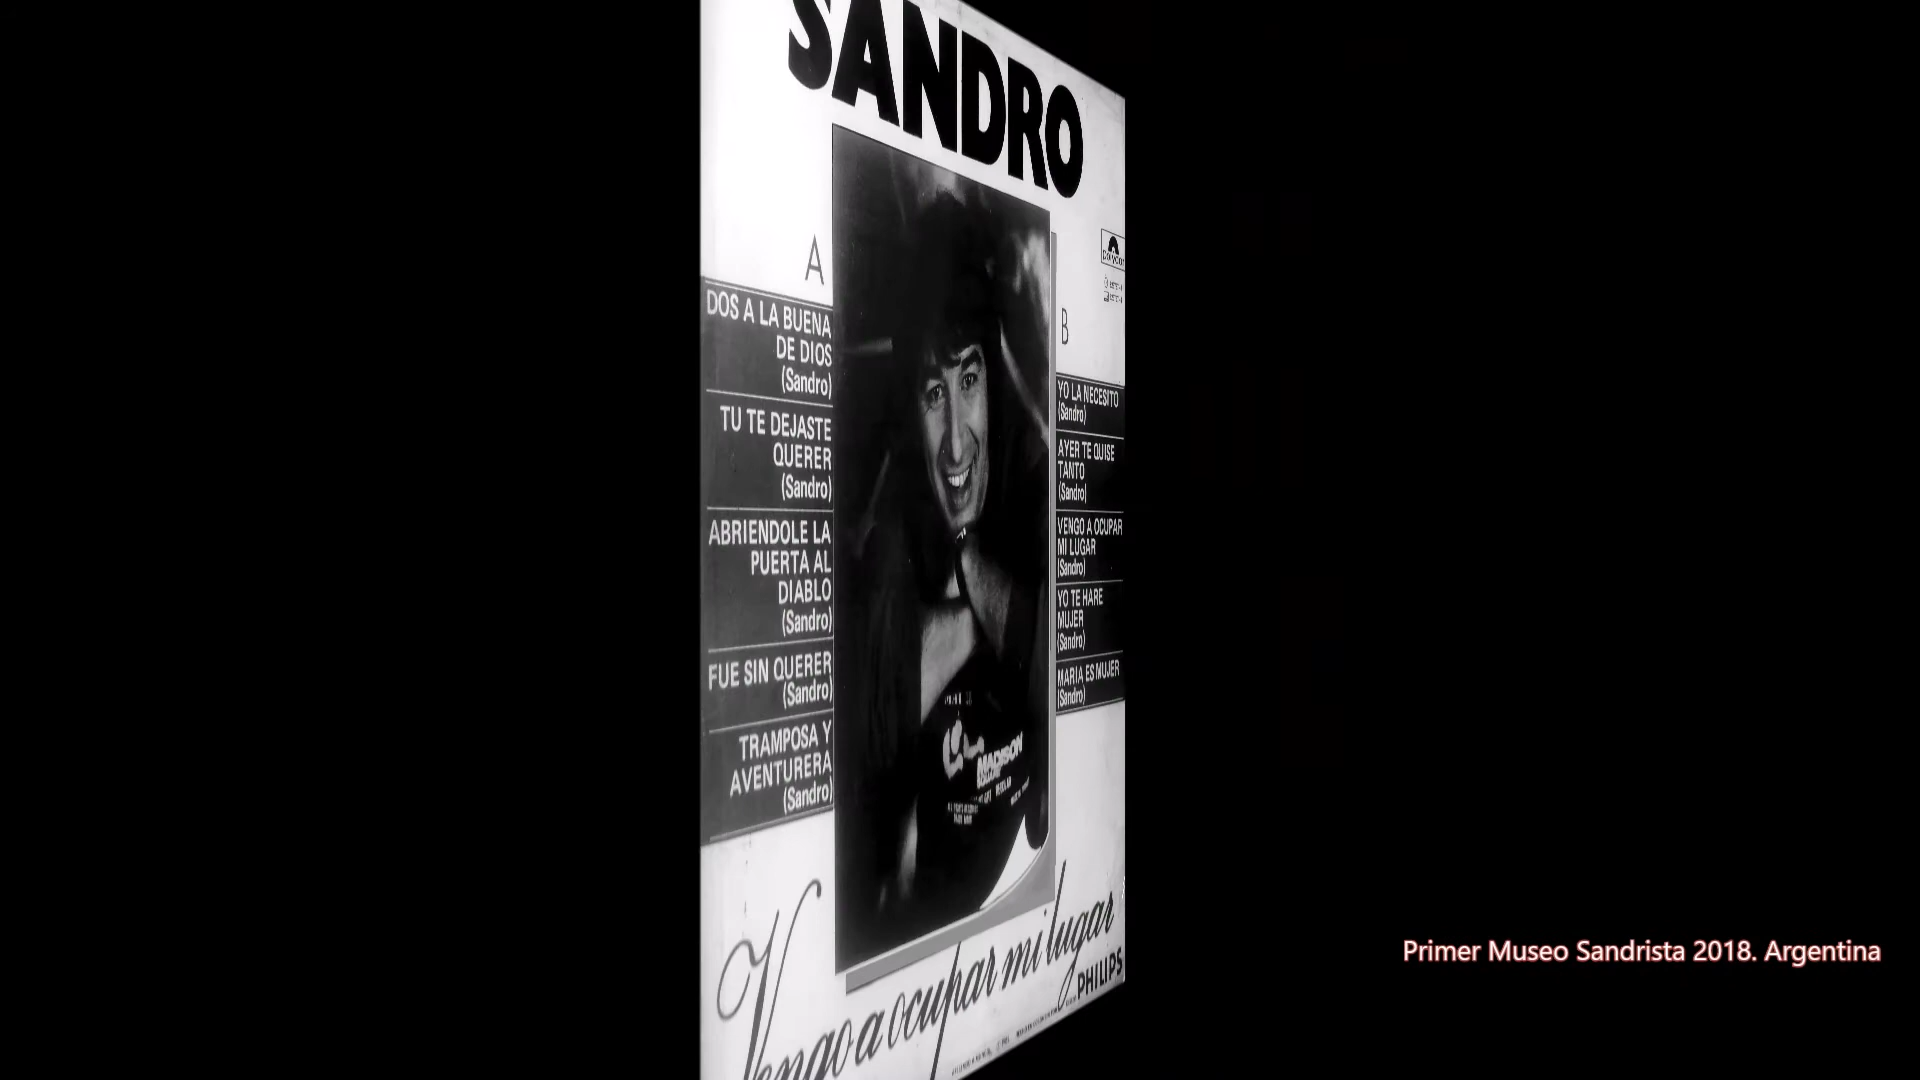 SANDRO
A
DOS A LA BUENA
DE DIOS
(Sandro)
TU TE DEJASTE
QUERER
(Sandro)
ABRIENDOLE LA
PUERTA AL
DIABLO
(Sandro)
FUE SIN QUERER
(Sandro)
TRAMPOSA Y
AVENTURERA
(Sandro)
B
YO LA NECESITO
(Sandro)
AYER TE QUISE
TANTO
(Sandro)
VENGO A OCUPAR
MI LUGAR
(Sandro)
YO TE HARE
MUJER
(Sandro)
MARIA ES MUJER
(Sandro)
MADISON
Vengo a ocupar mi lugar
PHILIPS
Primer Museo Sandrista 2018. Argentina